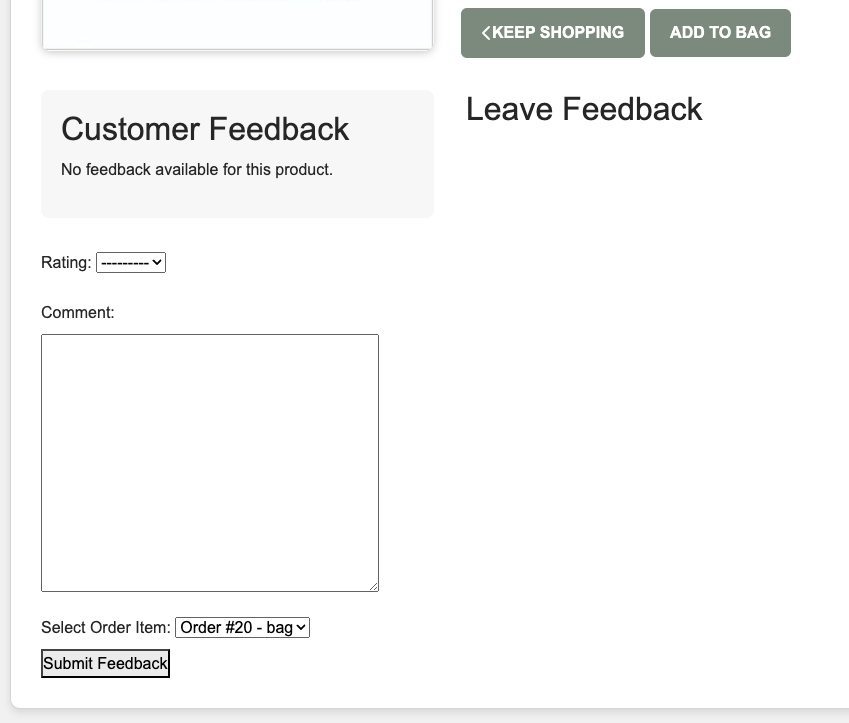 KEEP SHOPPING
ADD TO BAG
Customer Feedback
No feedback available for this product.
Leave Feedback
Rating: ---------
Comment:
Select Order Item: Order #20 - bag
Submit Feedback